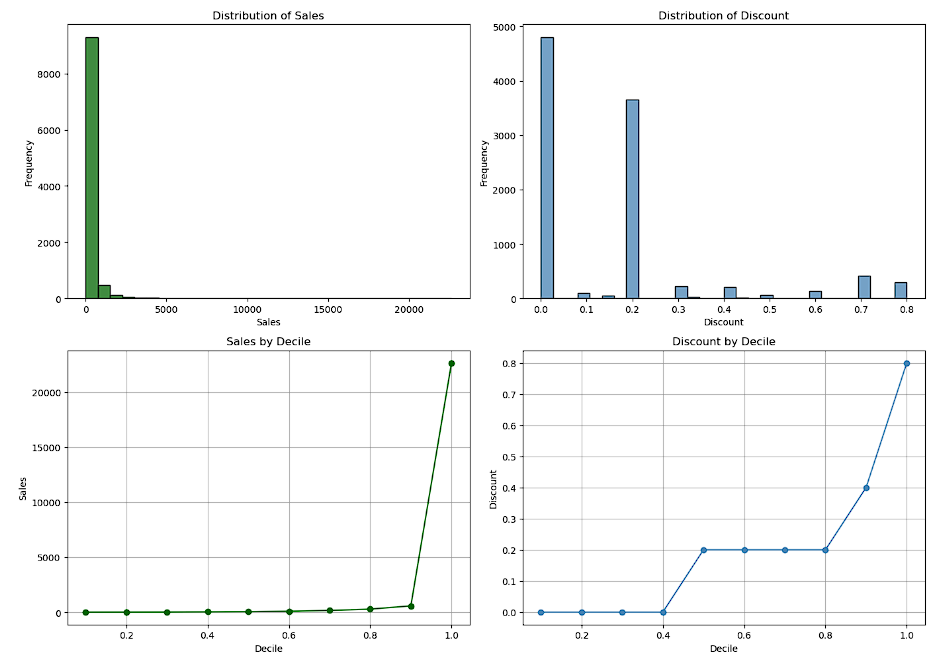 Distribution of Sales
Frequency
8000
6000
4000
2000
0
0 5000 10000 15000 20000
Sales
Distribution of Discount
Frequency
5000
4000
3000
2000
1000
0
0.0 0.1 0.2 0.3 0.4 0.5 0.6 0.7 0.8
Discount
Sales by Decile
Sales
20000
15000
10000
5000
0
0.2 0.4 0.6 0.8 1.0
Decile
Discount by Decile
Discount
0.8
0.7
0.6
0.5
0.4
0.3
0.2
0.1
0.0
0.2 0.4 0.6 0.8 1.0
Decile